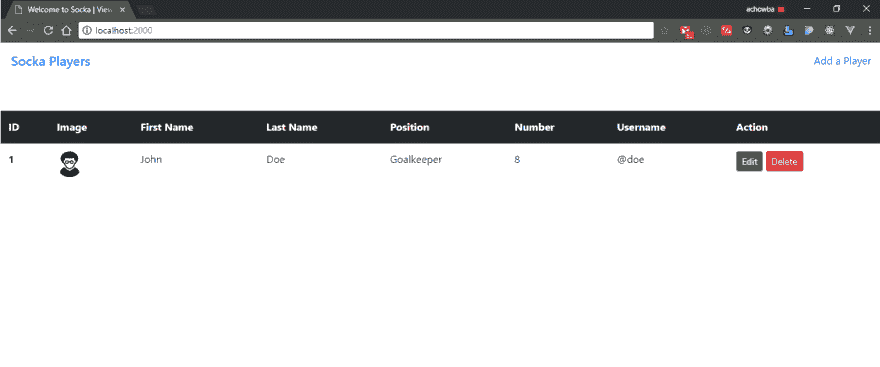 Welcome to Socka | View
achowba
localhost:2000
Socka Players
Add a Player
ID Image First Name Last Name Position Number Username Action
1 John Doe Goalkeeper 8 @doe Edit Delete